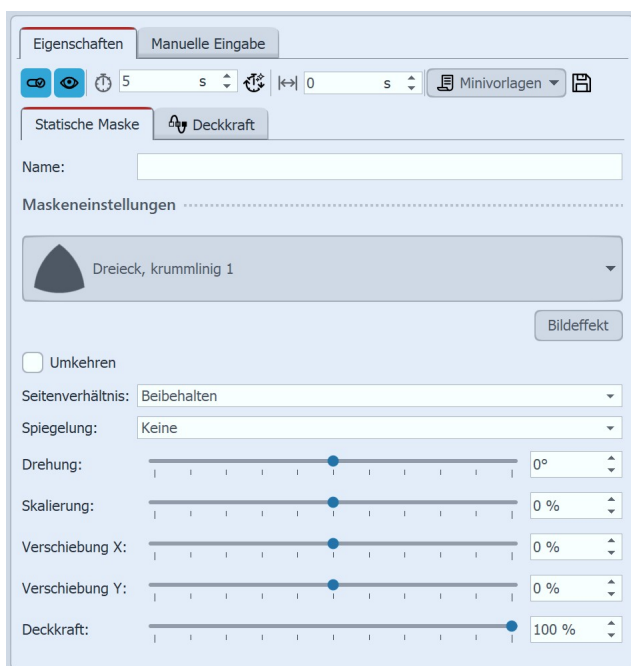 Eigenschaften Manuelle Eingabe
5 s 0 s Minivorlagen
Statische Maske Deckkraft
Name:
Maskeneinstellungen
Dreieck, krummlinig 1
Bildeffekt
Umkehren
Seitenverhältnis: Beibehalten
Spiegelung: Keine
Drehung: 0°
Skalierung: 0 %
Verschiebung X: 0 %
Verschiebung Y: 0 %
Deckkraft: 100 %